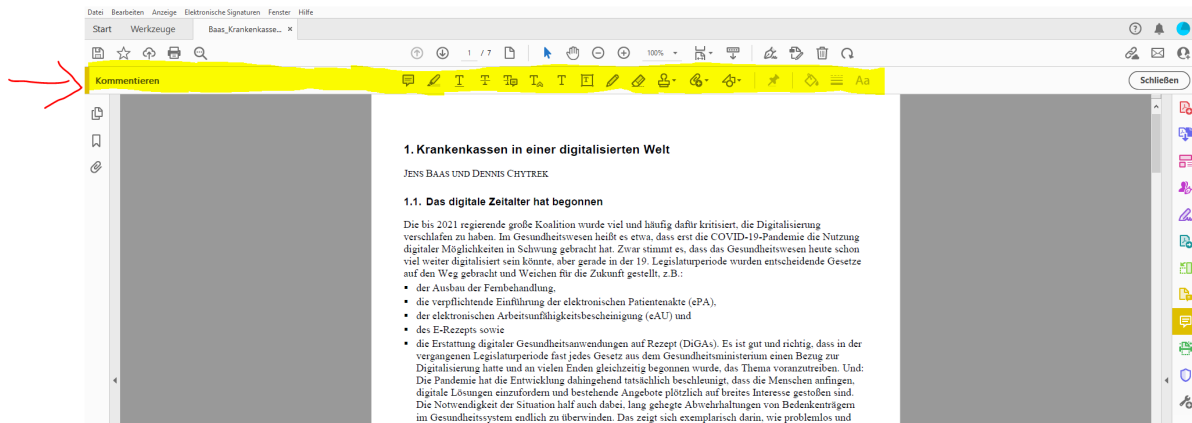 Datei Bearbeiten Anzeige Elektronische Signaturen Fenster Hilfe
Start Werkzeuge Baas_Krankenkasse... ×
1 / 7 100%
Kommentieren
Schließen
1. Krankenkassen in einer digitalisierten Welt
JENS BAAS UND DENNIS CHYTREK
1.1. Das digitale Zeitalter hat begonnen
Die bis 2021 regierende große Koalition wurde viel und häufig dafür kritisiert, die Digitalisierung
verschlafen zu haben. Im Gesundheitswesen heißt es etwa, dass erst die COVID-19-Pandemie die Nutzung
digitaler Möglichkeiten in Schwung gebracht hat. Zwar stimmt es, dass das Gesundheitswesen heute schon
viel weiter digitalisiert sein könnte, aber gerade in der 19. Legislaturperiode wurden entscheidende Gesetze
auf den Weg gebracht und Weichen für die Zukunft gestellt, z.B.:
▪ der Ausbau der Fernbehandlung,
▪ die verpflichtende Einführung der elektronischen Patientenakte (ePA),
▪ der elektronischen Arbeitsunfähigkeitsbescheinigung (eAU) und
▪ des E-Rezepts sowie
▪ die Erstattung digitaler Gesundheitsanwendungen auf Rezept (DiGAs). Es ist gut und richtig, dass in der
vergangenen Legislaturperiode fast jedes Gesetz aus dem Gesundheitsministerium einen Bezug zur
Digitalisierung hatte und an vielen Enden gleichzeitig begonnen wurde, das Thema voranzutreiben. Und:
Die Pandemie hat die Entwicklung dahingehend tatsächlich beschleunigt, dass die Menschen anfingen,
digitale Lösungen einzufordern und bestehende Angebote plötzlich auf breites Interesse gestoßen sind.
Die Notwendigkeit der Situation half auch dabei, lang gehegte Abwehrhaltungen von Bedenkenträgern
im Gesundheitssystem endlich zu überwinden. Das zeigt sich exemplarisch darin, wie problemlos und